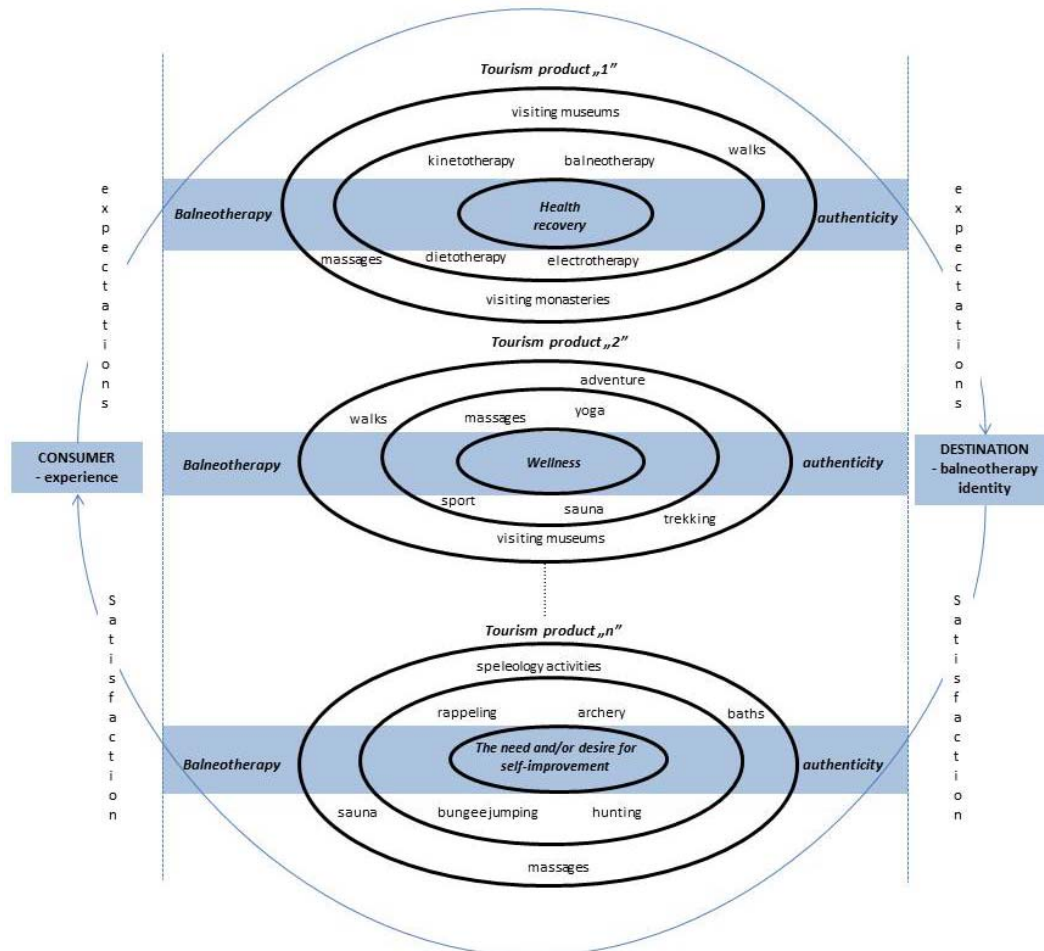 Tourism product „1”
visiting museums
walks
kinetotherapy balneotherapy
Balneotherapy
Health
recovery
authenticity
massages dietotherapy electrotherapy
visiting monasteries
expectations
expectations
Tourism product „2”
adventure
walks massages yoga
CONSUMER
- experience
Balneotherapy
Wellness
authenticity
DESTINATION
- balneotherapy
identity
sport sauna trekking
visiting museums
Satisfaction
Satisfaction
Tourism product „n”
speleology activities
rappeling archery baths
Balneotherapy
The need and/or desire for
self-improvement
authenticity
sauna bungee jumping hunting
massages